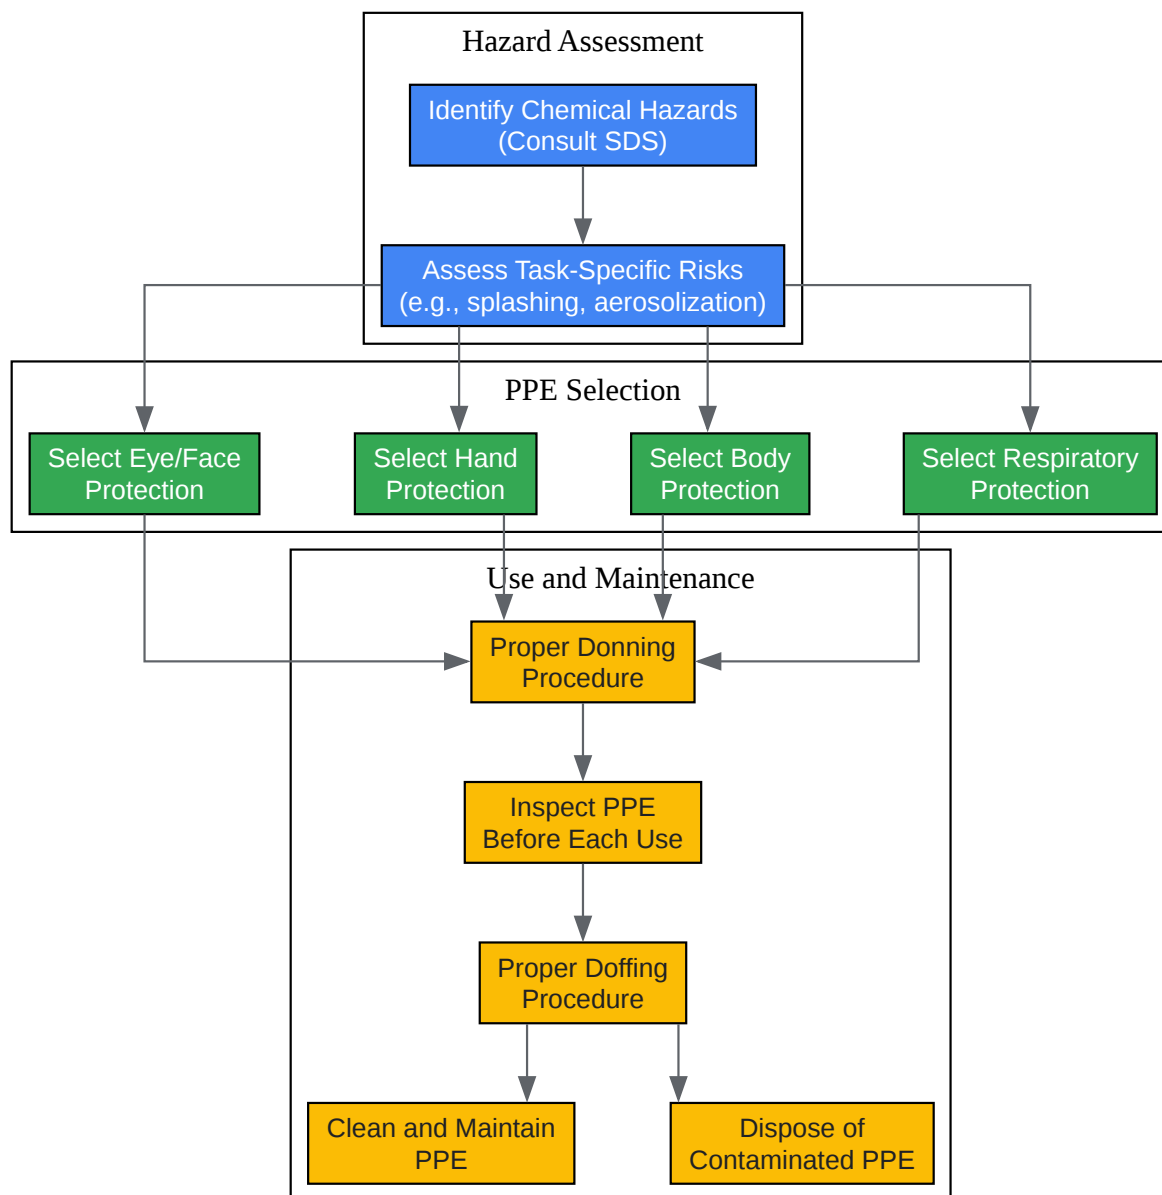 Hazard Assessment
Identify Chemical Hazards
(Consult SDS)
Assess Task-Specific Risks
(e.g., splashing, aerosolization)
PPE Selection
Select Eye/Face
Protection
Select Hand
Protection
Select Body
Protection
Select Respiratory
Protection
Use and Maintenance
Proper Donning
Procedure
Inspect PPE
Before Each Use
Proper Doffing
Procedure
Clean and Maintain
PPE
Dispose of
Contaminated PPE